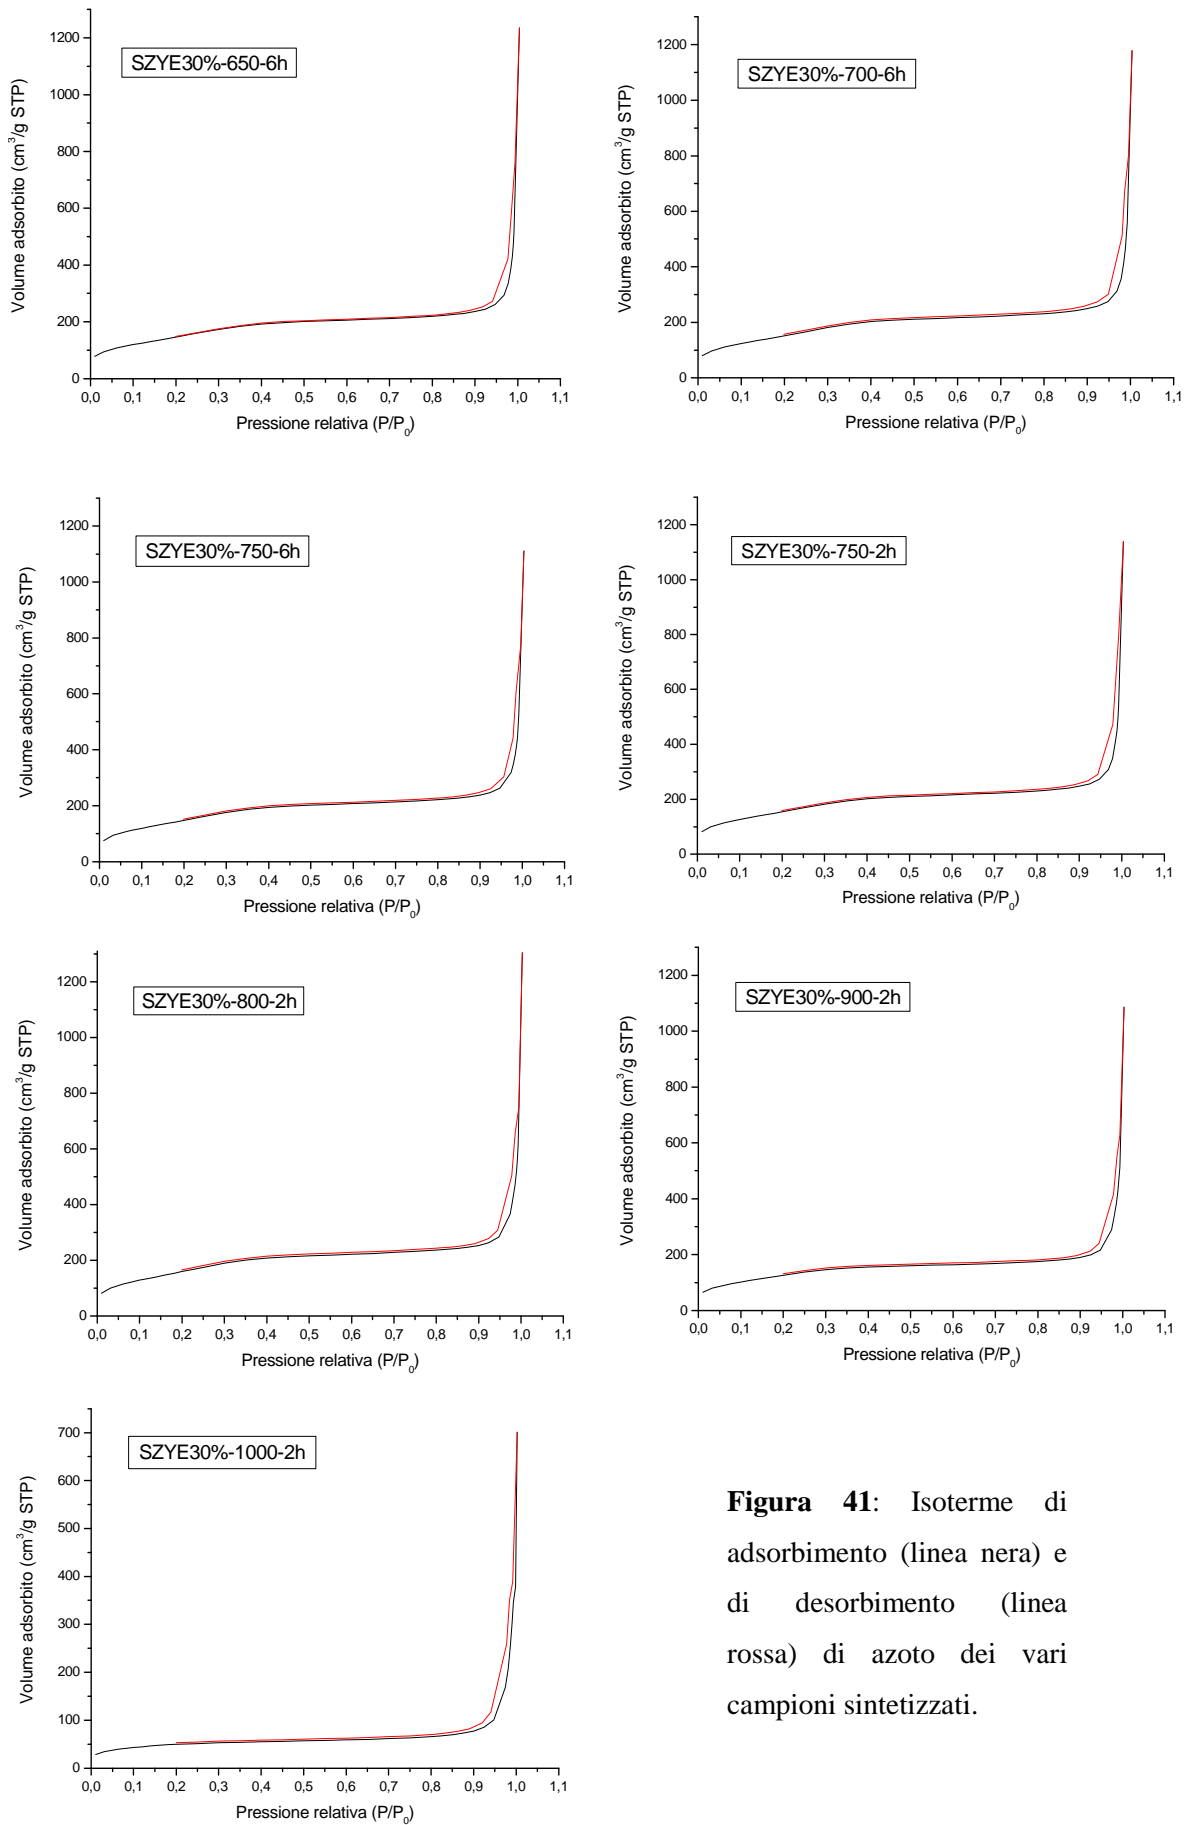 SZYE30%-650-6h
Volume adsorbito (cm³/g STP)
1200
1000
800
600
400
200
0
0,0 0,1 0,2 0,3 0,4 0,5 0,6 0,7 0,8 0,9 1,0 1,1
Pressione relativa (P/P₀)
SZYE30%-700-6h
Volume adsorbito (cm³/g STP)
1200
1000
800
600
400
200
0
0,0 0,1 0,2 0,3 0,4 0,5 0,6 0,7 0,8 0,9 1,0 1,1
Pressione relativa (P/P₀)
SZYE30%-750-6h
Volume adsorbito (cm³/g STP)
1200
1000
800
600
400
200
0
0,0 0,1 0,2 0,3 0,4 0,5 0,6 0,7 0,8 0,9 1,0 1,1
Pressione relativa (P/P₀)
SZYE30%-750-2h
Volume adsorbito (cm³/g STP)
1200
1000
800
600
400
200
0
0,0 0,1 0,2 0,3 0,4 0,5 0,6 0,7 0,8 0,9 1,0 1,1
Pressione relativa (P/P₀)
SZYE30%-800-2h
Volume adsorbito (cm³/g STP)
1200
1000
800
600
400
200
0
0,0 0,1 0,2 0,3 0,4 0,5 0,6 0,7 0,8 0,9 1,0 1,1
Pressione relativa (P/P₀)
SZYE30%-900-2h
Volume adsorbito (cm³/g STP)
1200
1000
800
600
400
200
0
0,0 0,1 0,2 0,3 0,4 0,5 0,6 0,7 0,8 0,9 1,0 1,1
Pressione relativa (P/P₀)
SZYE30%-1000-2h
Volume adsorbito (cm³/g STP)
700
600
500
400
300
200
100
0
0,0 0,1 0,2 0,3 0,4 0,5 0,6 0,7 0,8 0,9 1,0 1,1
Pressione relativa (P/P₀)
Figura 41: Isoterme di
adsorbimento (linea nera) e
di desorbimento (linea
rossa) di azoto dei vari
campioni sintetizzati.